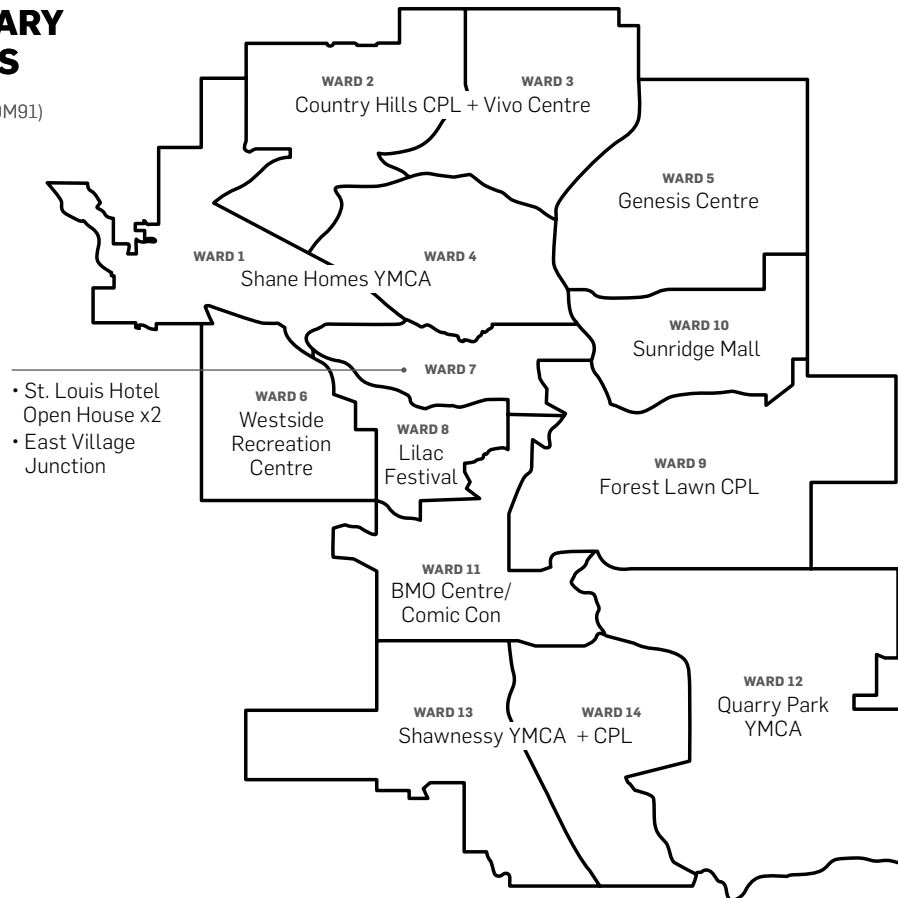 WARD 2
WARD 3
Country Hills CPL + Vivo Centre
WARD 5
Genesis Centre
WARD 1
WARD 4
Shane Homes YMCA
WARD 10
Sunridge Mall
WARD 7
• St. Louis Hotel
Open House x2
• East Village
Junction
WARD 6
Westside
Recreation
Centre
WARD 8
Lilac
Festival
WARD 9
Forest Lawn CPL
WARD 11
BMO Centre/
Comic Con
WARD 12
Quarry Park
YMCA
WARD 13
WARD 14
Shawnessy YMCA + CPL